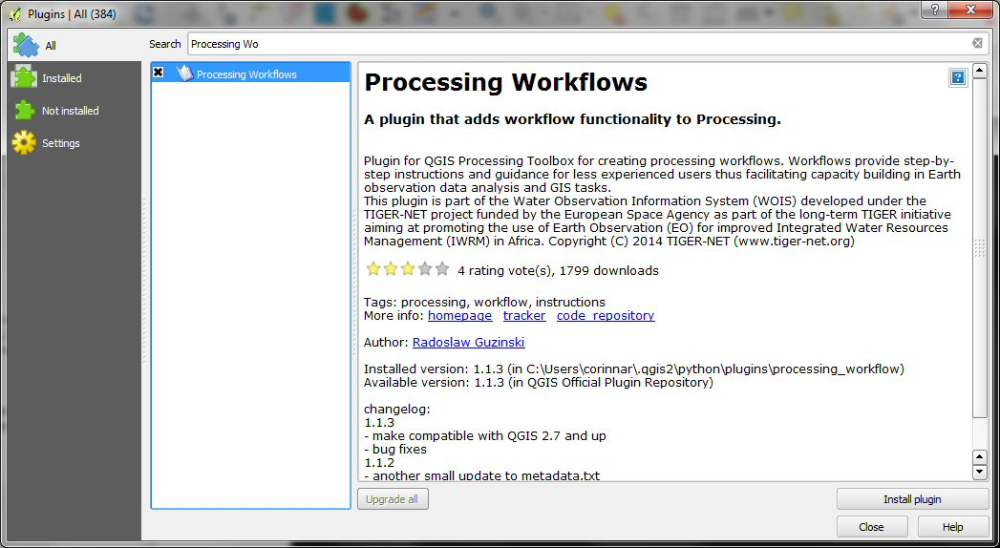 Plugins | All (384)
?
All
Search
Processing Wo
Installed
Not installed
Settings
Processing Workflows
Processing Workflows
?
A plugin that adds workflow functionality to Processing.
Plugin for QGIS Processing Toolbox for creating processing workflows. Workflows provide step-by-
step instructions and guidance for less experienced users thus facilitating capacity building in Earth
observation data analysis and GIS tasks.
This plugin is part of the Water Observation Information System (WOIS) developed under the
TIGER-NET project funded by the European Space Agency as part of the long-term TIGER initiative
aiming at promoting the use of Earth Observation (EO) for improved Integrated Water Resources
Management (IWRM) in Africa. Copyright (C) 2014 TIGER-NET (www.tiger-net.org)
4 rating vote(s), 1799 downloads
Tags: processing, workflow, instructions
More info: homepage tracker code_repository
Author: Radoslaw Guzinski
Installed version: 1.1.3 (in C:\Users\corinnar\.qgis2\python\plugins\processing_workflow)
Available version: 1.1.3 (in QGIS Official Plugin Repository)
changelog:
1.1.3
- make compatible with QGIS 2.7 and up
- bug fixes
1.1.2
- another small update to metadata.txt
Upgrade all
Install plugin
Close
Help